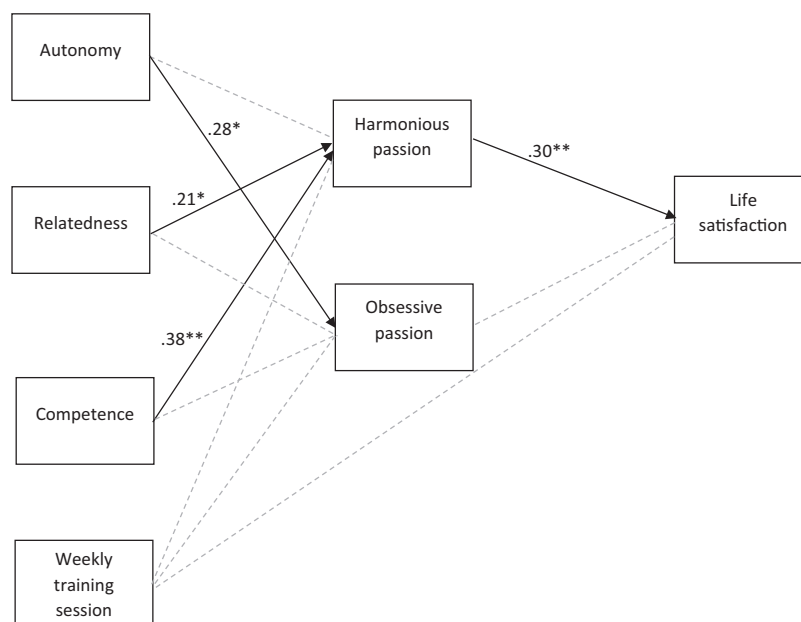 Autonomy
Harmonious
passion
.28*
.30**
Life
satisfaction
Relatedness
.21*
Obsessive
passion
.38**
Competence
Weekly
training
session